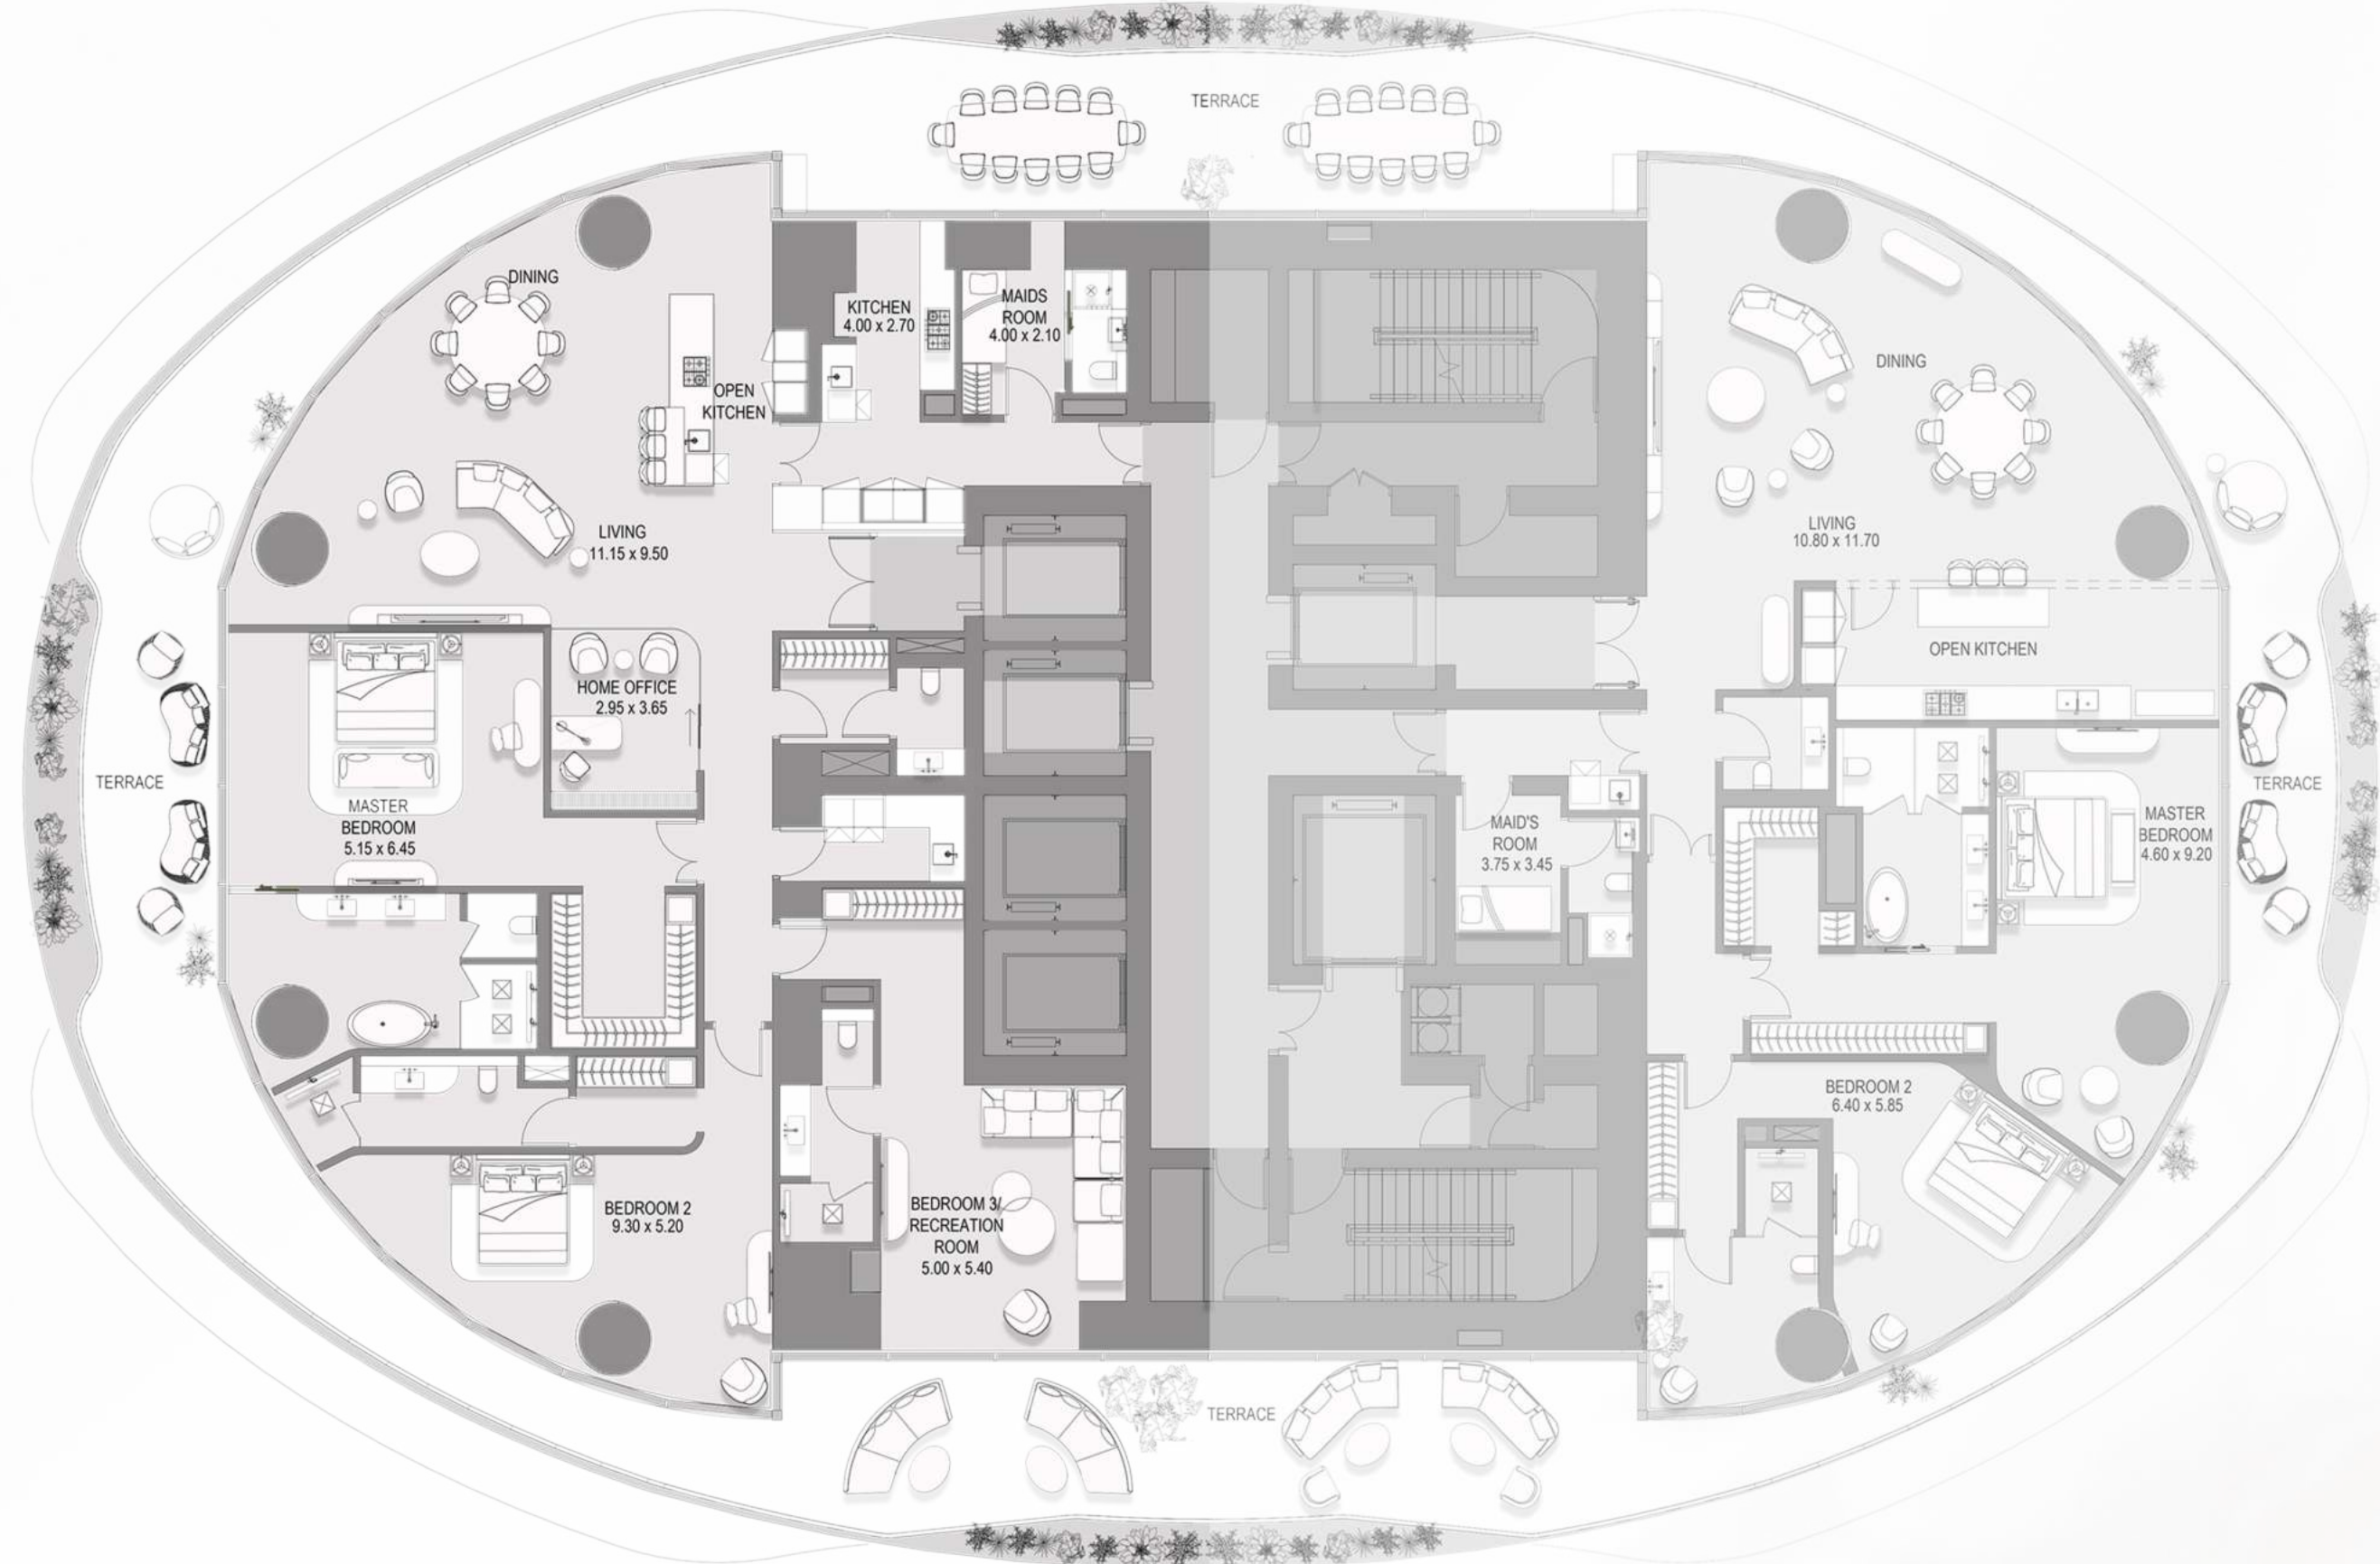 TERRACE
DINING
KITCHEN
4.00 x 2.70
MAIDS
ROOM
4.00 x 2.10
OPEN
KITCHEN
LIVING
11.15 x 9.50
HOME OFFICE
2.95 x 3.65
MASTER
BEDROOM
5.15 x 6.45
TERRACE
BEDROOM 2
9.30 x 5.20
BEDROOM 3/
RECREATION
ROOM
5.00 x 5.40
DINING
LIVING
10.80 x 11.70
OPEN KITCHEN
MAID'S
ROOM
3.75 x 3.45
MASTER
BEDROOM
4.60 x 9.20
TERRACE
BEDROOM 2
6.40 x 5.85
TERRACE